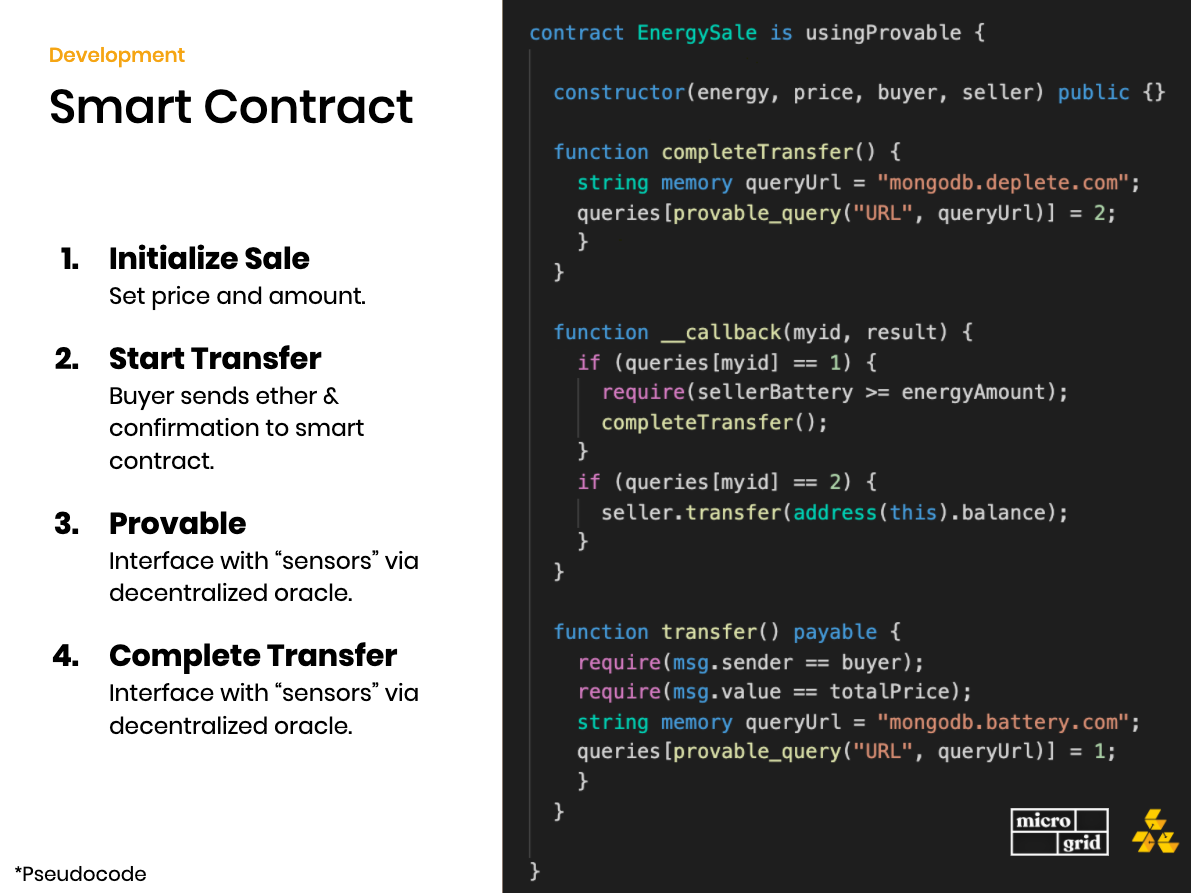 Development
Smart Contract
1. Initialize Sale
Set price and amount.
2. Start Transfer
Buyer sends ether &
confirmation to smart
contract.
3. Provable
Interface with “sensors” via
decentralized oracle.
4. Complete Transfer
Interface with “sensors” via
decentralized oracle.
*Pseudocode
contract EnergySale is usingProvable {
constructor(energy, price, buyer, seller) public {}
function completeTransfer() {
string memory queryUrl = "mongodb.deplete.com";
queries[provable_query("URL", queryUrl)] = 2;
}
}
function __callback(myid, result) {
if (queries[myid] == 1) {
require(sellerBattery >= energyAmount);
completeTransfer();
}
if (queries[myid] == 2) {
seller.transfer(address(this).balance);
}
}
function transfer() payable {
require(msg.sender == buyer);
require(msg.value == totalPrice);
string memory queryUrl = "mongodb.battery.com";
queries[provable_query("URL", queryUrl)] = 1;
}
}
}
micro
grid